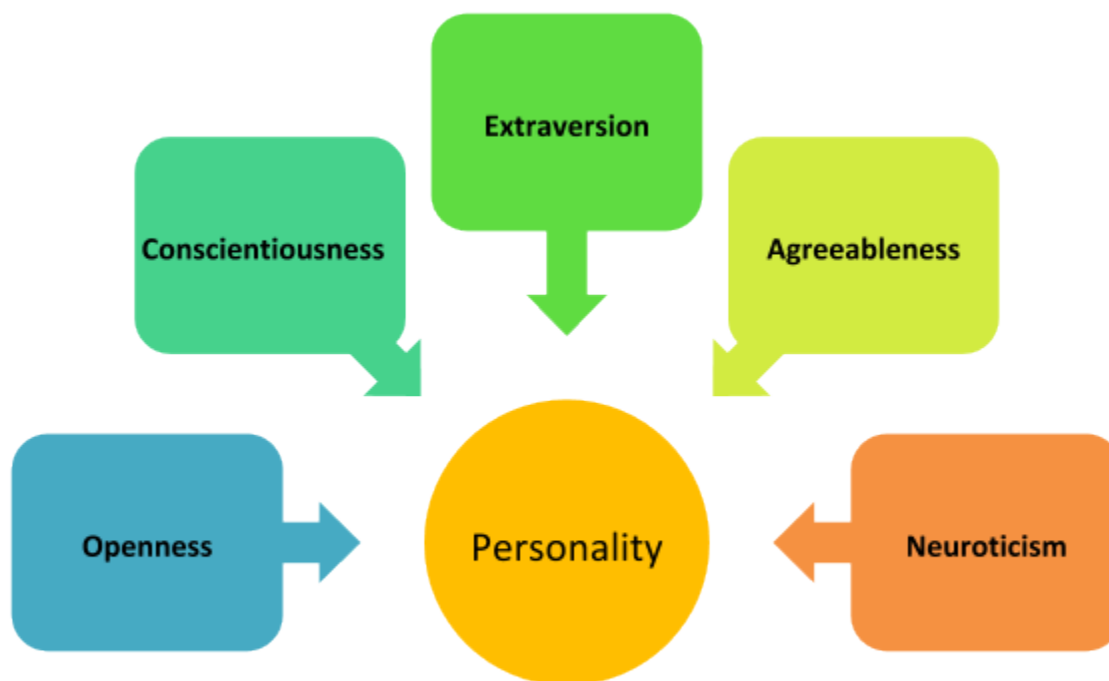 Extraversion
Conscientiousness
Agreeableness
Openness
Personality
Neuroticism